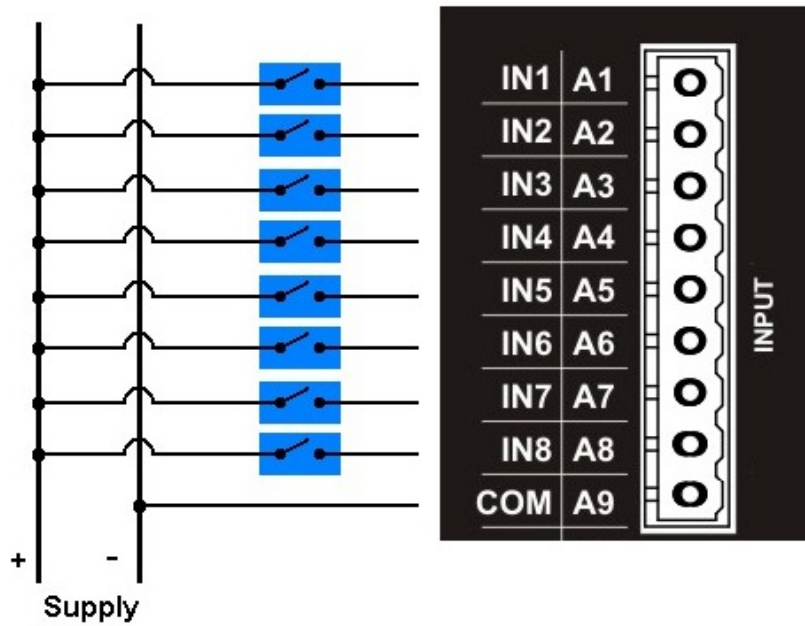 IN1 A1
IN2 A2
IN3 A3
IN4 A4
IN5 A5
IN6 A6
IN7 A7
IN8 A8
COM A9
INPUT
+ -
Supply